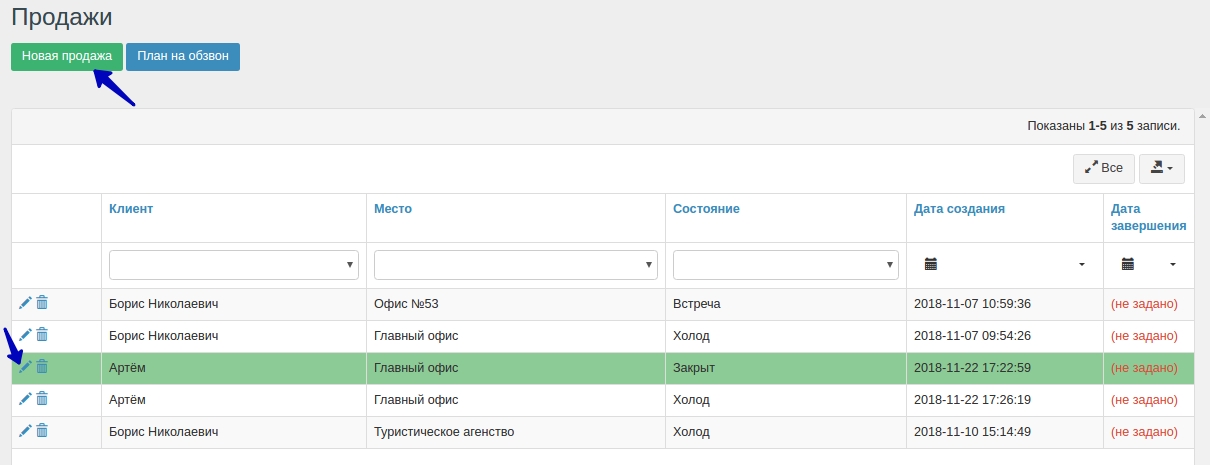 Продажи
Новая продажа План на обзвон
Показаны 1-5 из 5 записи.
Все
Клиент Место Состояние Дата создания Дата завершения
Борис Николаевич Офис №53 Встреча 2018-11-07 10:59:36 (не задано)
Борис Николаевич Главный офис Холод 2018-11-07 09:54:26 (не задано)
Артём Главный офис Закрыт 2018-11-22 17:22:59 (не задано)
Артём Главный офис Холод 2018-11-22 17:26:19 (не задано)
Борис Николаевич Туристическое агенство Холод 2018-11-10 15:14:49 (не задано)